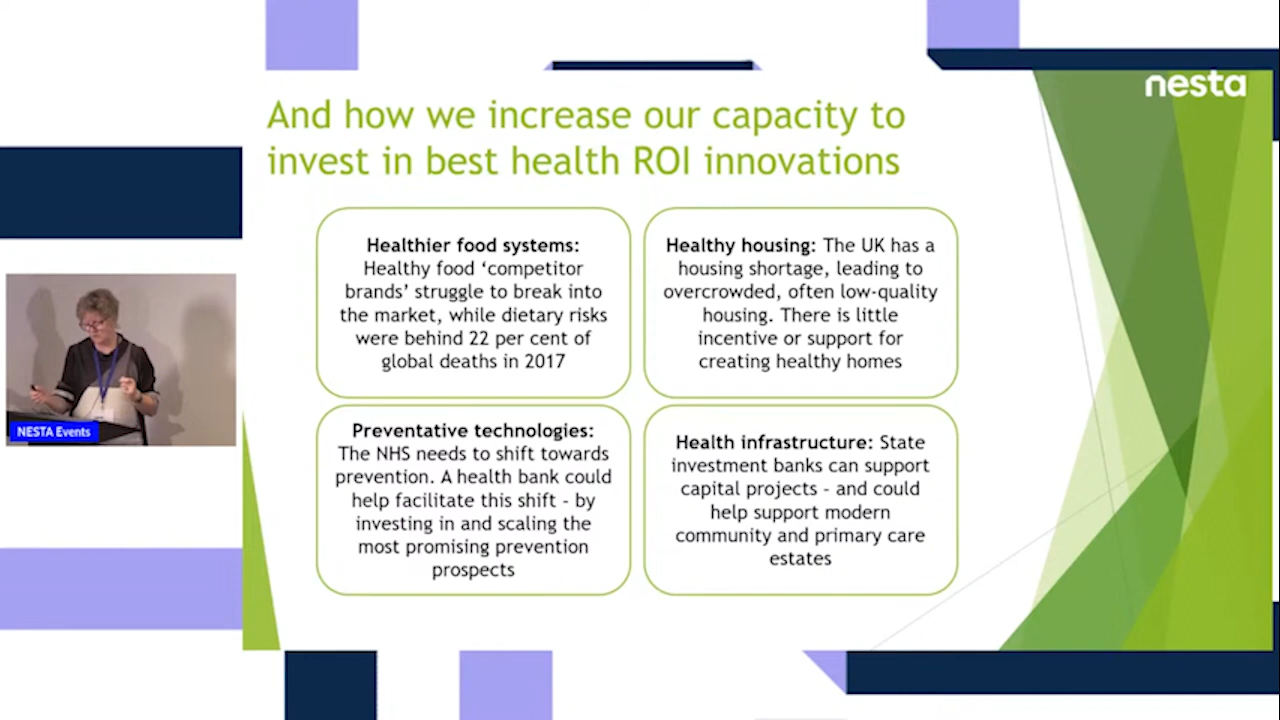 nesta
And how we increase our capacity to
invest in best health ROI innovations
Healthier food systems:
Healthy food ‘competitor
brands’ struggle to break into
the market, while dietary risks
were behind 22 per cent of
global deaths in 2017
Healthy housing: The UK has a
housing shortage, leading to
overcrowded, often low-quality
housing. There is little
incentive or support for
creating healthy homes
Preventative technologies:
The NHS needs to shift towards
prevention. A health bank could
help facilitate this shift - by
investing in and scaling the
most promising prevention
prospects
Health infrastructure: State
investment banks can support
capital projects - and could
help support modern
community and primary care
estates
NESTA Events